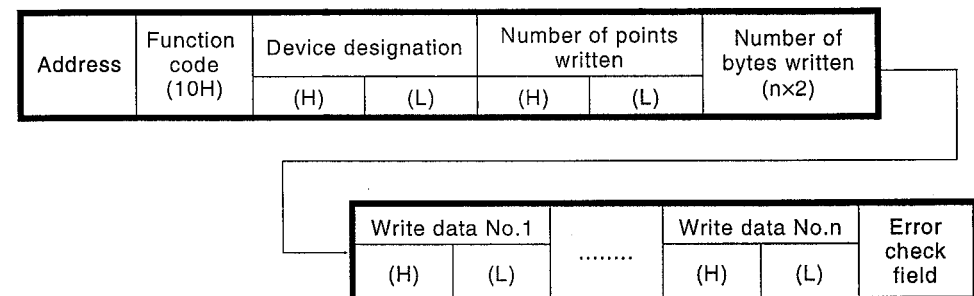 Address
Function
code
(10H)
Device designation
(H) (L)
Number of points
written
(H) (L)
Number of
bytes written
(n×2)
Write data No.1
(H) (L)
........
Write data No.n
(H) (L)
Error
check
field